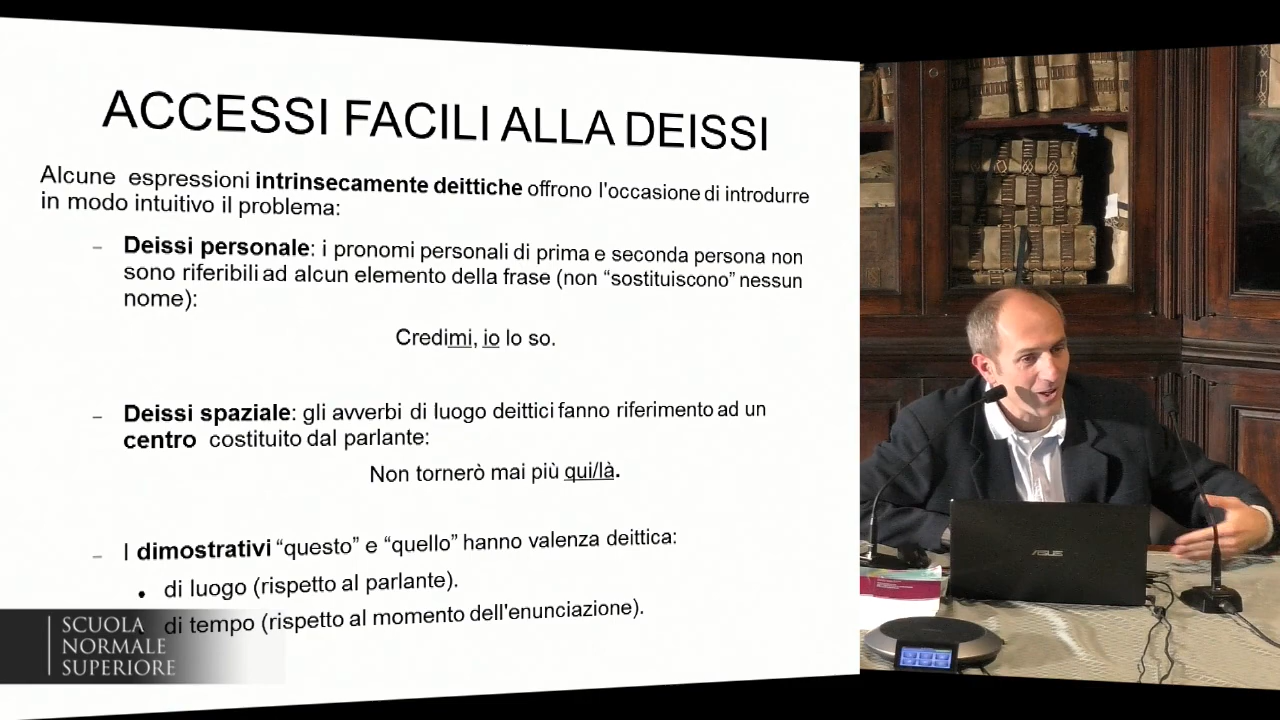 ACCESSI FACILI ALLA DEISSI
Alcune espressioni intrinsecamente deittiche offrono l'occasione di introdurre
in modo intuitivo il problema:
– Deissi personale: i pronomi personali di prima e seconda persona non
sono riferibili ad alcun elemento della frase (non “sostituiscono” nessun
nome):
Credimi, io lo so.
– Deissi spaziale: gli avverbi di luogo deittici fanno riferimento ad un
centro costituito dal parlante:
Non tornerò mai più qui/là.
– I dimostrativi “questo” e “quello” hanno valenza deittica:
• di luogo (rispetto al parlante).
• di tempo (rispetto al momento dell'enunciazione).
SCUOLA
NORMALE
SUPERIORE
ASUS